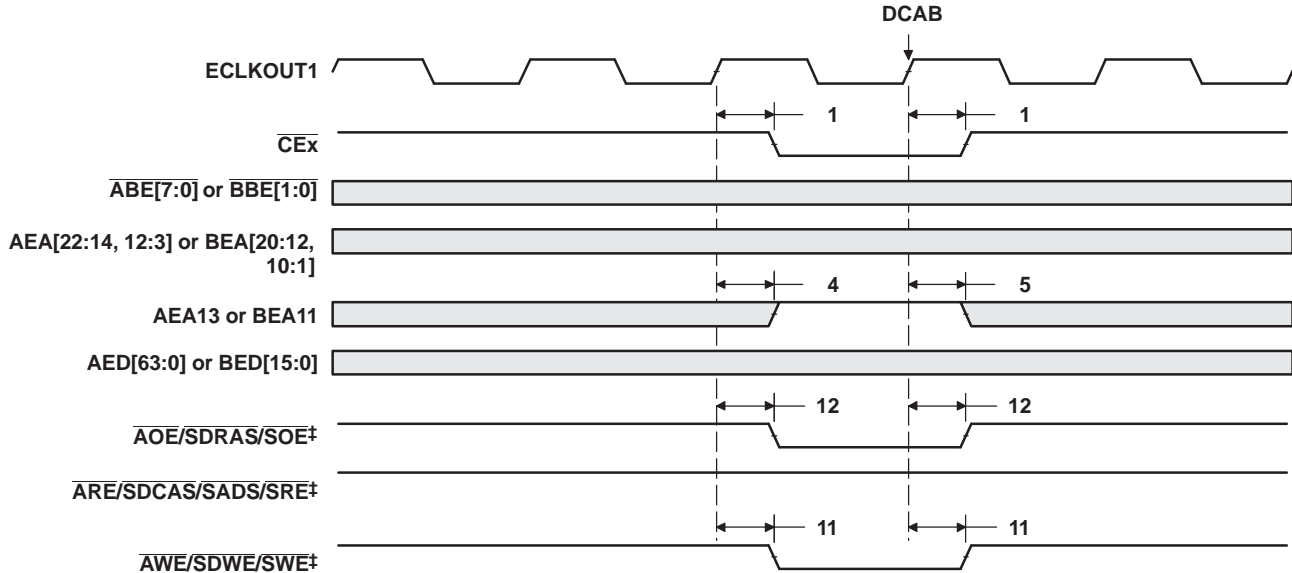 DCAB
ECLKOUT1
1 1
CEx
ABE[7:0] or BBE[1:0]
AEA[22:14, 12:3] or BEA[20:12,
10:1]
4 5
AEA13 or BEA11
AED[63:0] or BED[15:0]
12 12
AOE/SDRAS/SOE‡
ARE/SDCAS/SADS/SRE‡
11 11
AWE/SDWE/SWE‡